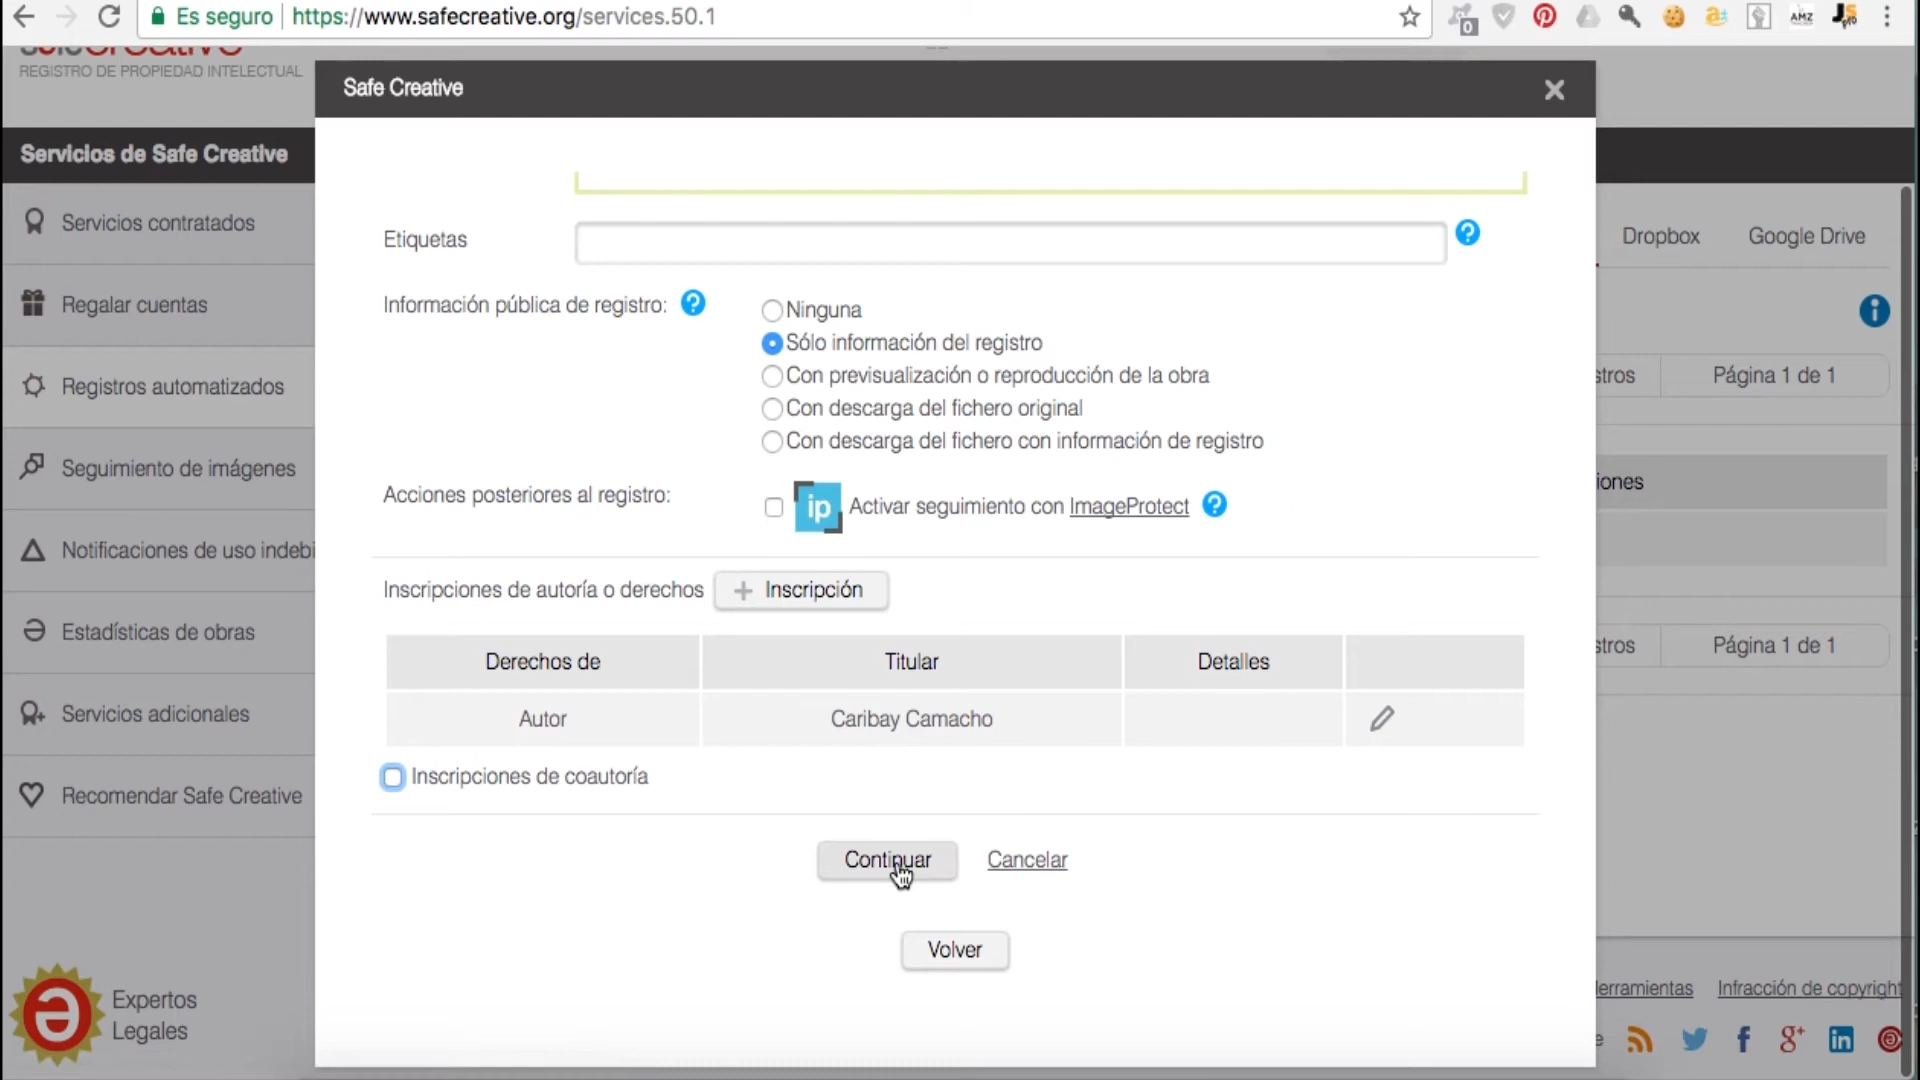 Es seguro
https://www.safecreative.org/services.50.1
0
AMZ
REGISTRO DE PROPIEDAD INTELECTUAL
Safe Creative
Servicios de Safe Creative
Servicios contratados
Regalar cuentas
Registros automatizados
Seguimiento de imágenes
Notificaciones de uso indebi
Estadísticas de obras
Servicios adicionales
Recomendar Safe Creative
Expertos
Legales
Etiquetas
?
Información pública de registro:
?
Ninguna
Sólo información del registro
Con previsualización o reproducción de la obra
Con descarga del fichero original
Con descarga del fichero con información de registro
Acciones posteriores al registro:
ip
Activar seguimiento con ImageProtect
?
Inscripciones de autoría o derechos
+ Inscripción
Derechos de
Titular
Detalles
Autor
Caribay Camacho
Inscripciones de coautoría
Continuar
Cancelar
Volver
Dropbox
Google Drive
stros
Página 1 de 1
iones
stros
Página 1 de 1
lerramientas
Infracción de copyright